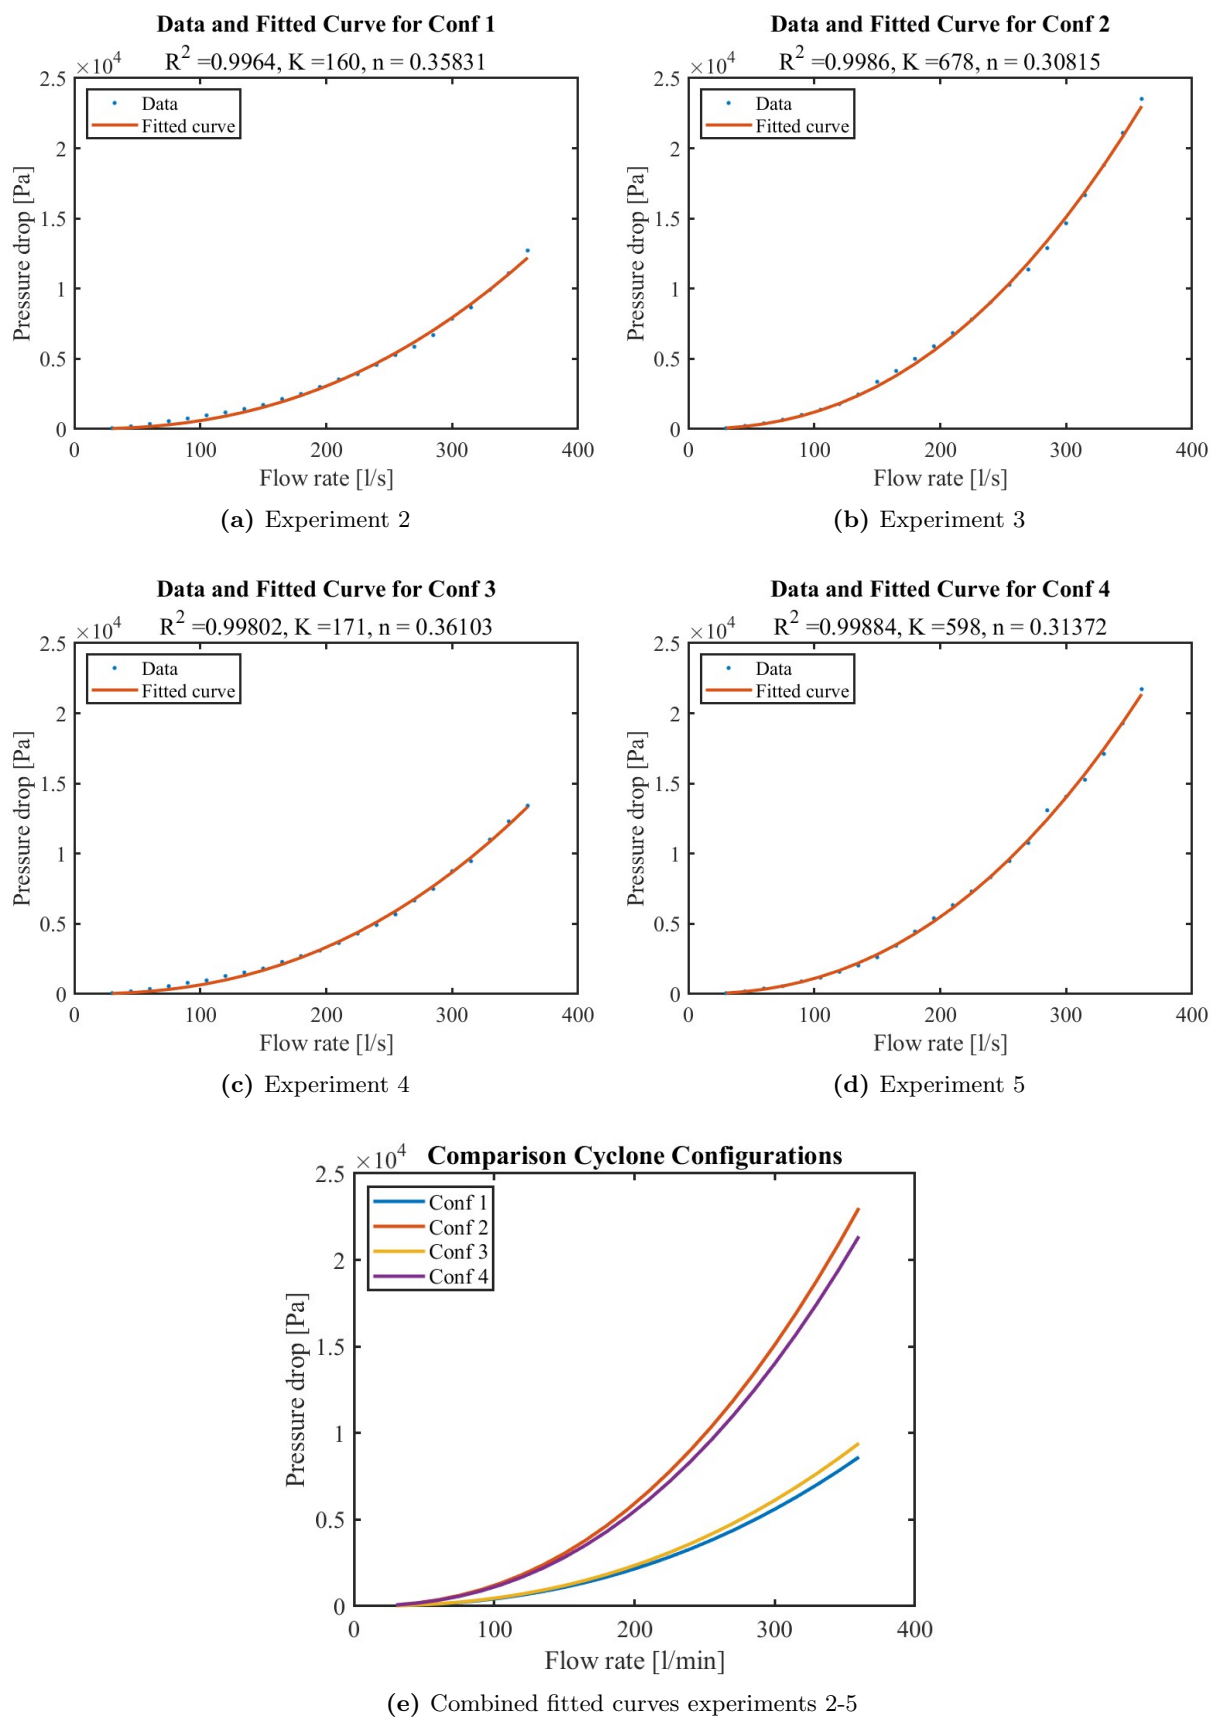 Data and Fitted Curve for Conf 1
×10⁴ R² =0.9964, K =160, n = 0.35831
2.5
Data
Fitted curve
2
1.5
1
0.5
0
Pressure drop [Pa]
0 100 200 300 400
Flow rate [l/s]
(a) Experiment 2
Data and Fitted Curve for Conf 2
×10⁴ R² =0.9986, K =678, n = 0.30815
2.5
Data
Fitted curve
2
1.5
1
0.5
0
Pressure drop [Pa]
0 100 200 300 400
Flow rate [l/s]
(b) Experiment 3
Data and Fitted Curve for Conf 3
×10⁴ R² =0.99802, K =171, n = 0.36103
2.5
Data
Fitted curve
2
1.5
1
0.5
0
Pressure drop [Pa]
0 100 200 300 400
Flow rate [l/s]
(c) Experiment 4
Data and Fitted Curve for Conf 4
×10⁴ R² =0.99884, K =598, n = 0.31372
2.5
Data
Fitted curve
2
1.5
1
0.5
0
Pressure drop [Pa]
0 100 200 300 400
Flow rate [l/s]
(d) Experiment 5
×10⁴ Comparison Cyclone Configurations
2.5
Conf 1
Conf 2
Conf 3
Conf 4
2
1.5
1
0.5
0
Pressure drop [Pa]
0 100 200 300 400
Flow rate [l/min]
(e) Combined fitted curves experiments 2-5